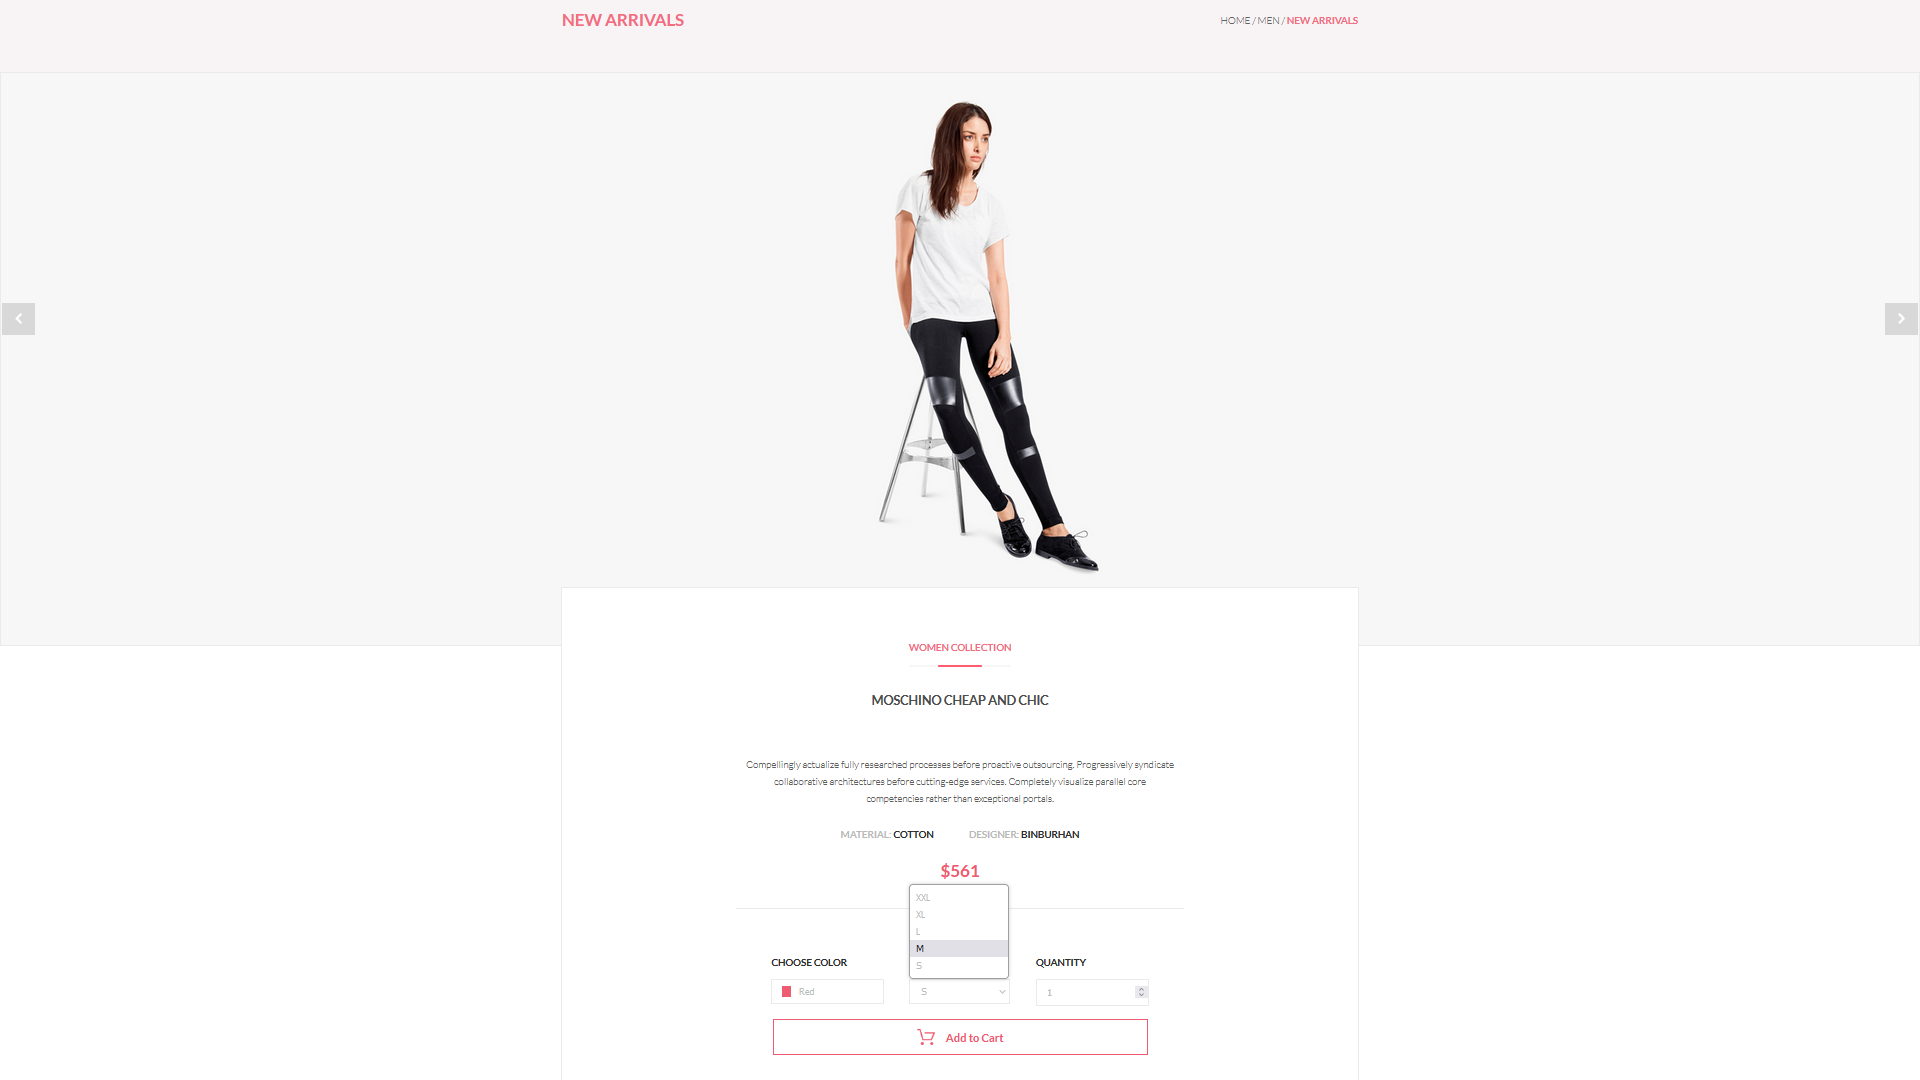 NEW ARRIVALS
HOME / MEN / NEW ARRIVALS
WOMEN COLLECTION
MOSCHINO CHEAP AND CHIC
Compellingly actualize fully researched processes before proactive outsourcing. Progressively syndicate
collaborative architectures before cutting-edge services. Completely visualize parallel core
competencies rather than exceptional portals.
MATERIAL: COTTON DESIGNER: BINBURHAN
$561
XXL
XL
L
M
S
CHOOSE COLOR
QUANTITY
Red
S
1
Add to Cart